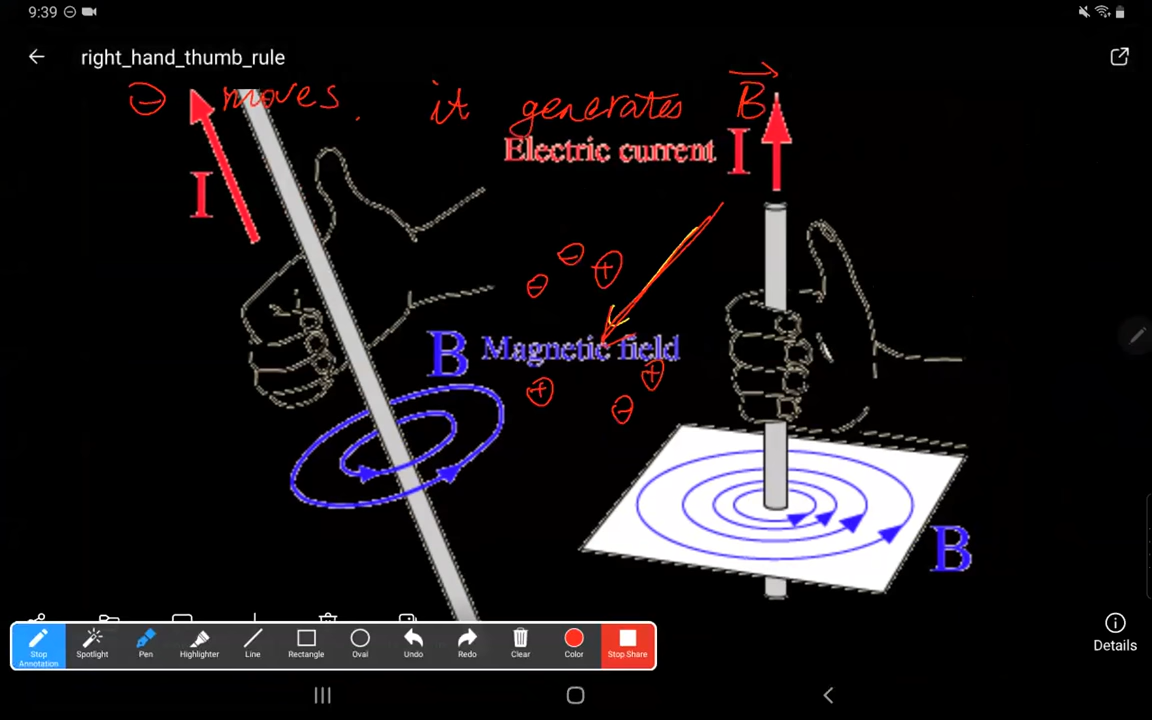 9:39
right_hand_thumb_rule
⊖ moves. it generates B
Electric current I
I
⊖ ⊖ ⊕
B Magnetic field
⊕ ⊖ ⊕
B
Stop Annotation
Spotlight
Pen
Highlighter
Line
Rectangle
Oval
Undo
Redo
Clear
Color
Stop Share
Details